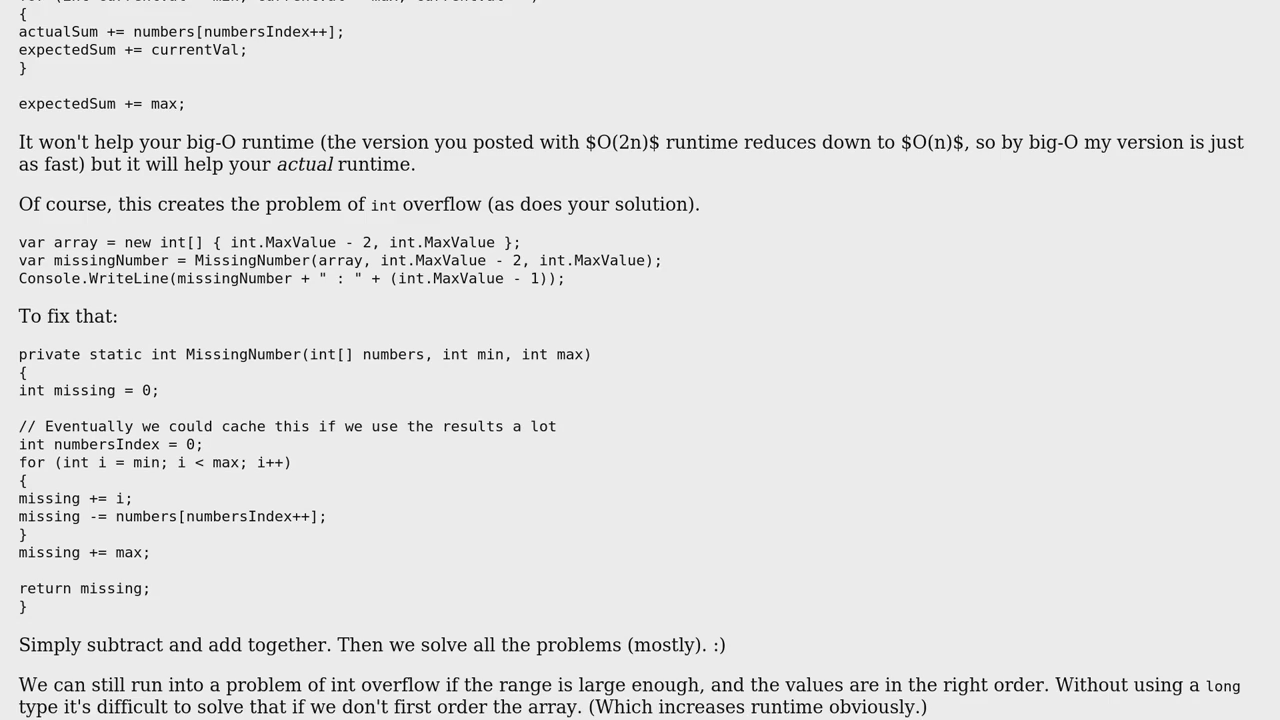 {
actualSum += numbers[numbersIndex++];
expectedSum += currentVal;
}
expectedSum += max;
It won't help your big-O runtime (the version you posted with $O(2n)$ runtime reduces down to $O(n)$, so by big-O my version is just
as fast) but it will help your actual runtime.
Of course, this creates the problem of int overflow (as does your solution).
var array = new int[] { int.MaxValue - 2, int.MaxValue };
var missingNumber = MissingNumber(array, int.MaxValue - 2, int.MaxValue);
Console.WriteLine(missingNumber + " : " + (int.MaxValue - 1));
To fix that:
private static int MissingNumber(int[] numbers, int min, int max)
{
int missing = 0;
// Eventually we could cache this if we use the results a lot
int numbersIndex = 0;
for (int i = min; i < max; i++)
{
missing += i;
missing -= numbers[numbersIndex++];
}
missing += max;
return missing;
}
Simply subtract and add together. Then we solve all the problems (mostly). :)
We can still run into a problem of int overflow if the range is large enough, and the values are in the right order. Without using a long
type it's difficult to solve that if we don't first order the array. (Which increases runtime obviously.)